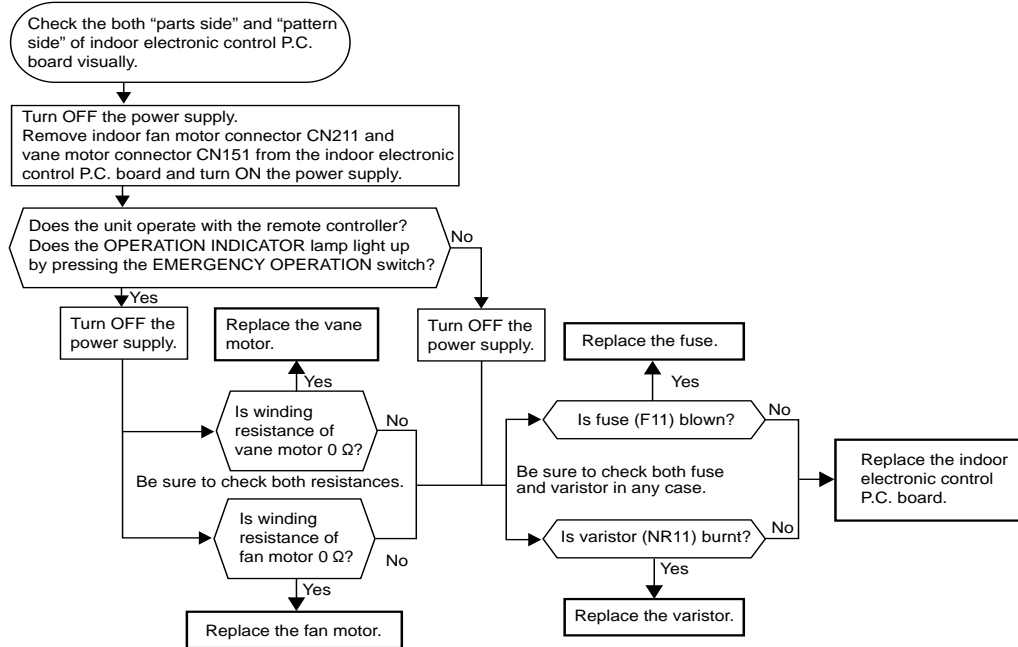 Check the both “parts side” and “pattern
side” of indoor electronic control P.C.
board visually.
Turn OFF the power supply.
Remove indoor fan motor connector CN211 and
vane motor connector CN151 from the indoor electronic
control P.C. board and turn ON the power supply.
Does the unit operate with the remote controller?
Does the OPERATION INDICATOR lamp light up
by pressing the EMERGENCY OPERATION switch?
No
Yes
Turn OFF the
power supply.
Replace the vane
motor.
Turn OFF the
power supply.
Replace the fuse.
Yes
Yes
Is winding
resistance of
vane motor 0 Ω?
No
Is fuse (F11) blown?
No
Be sure to check both resistances.
Be sure to check both fuse
and varistor in any case.
Replace the indoor
electronic control
P.C. board.
Is winding
resistance of
fan motor 0 Ω?
No
Is varistor (NR11) burnt?
No
Yes
Yes
Replace the fan motor.
Replace the varistor.